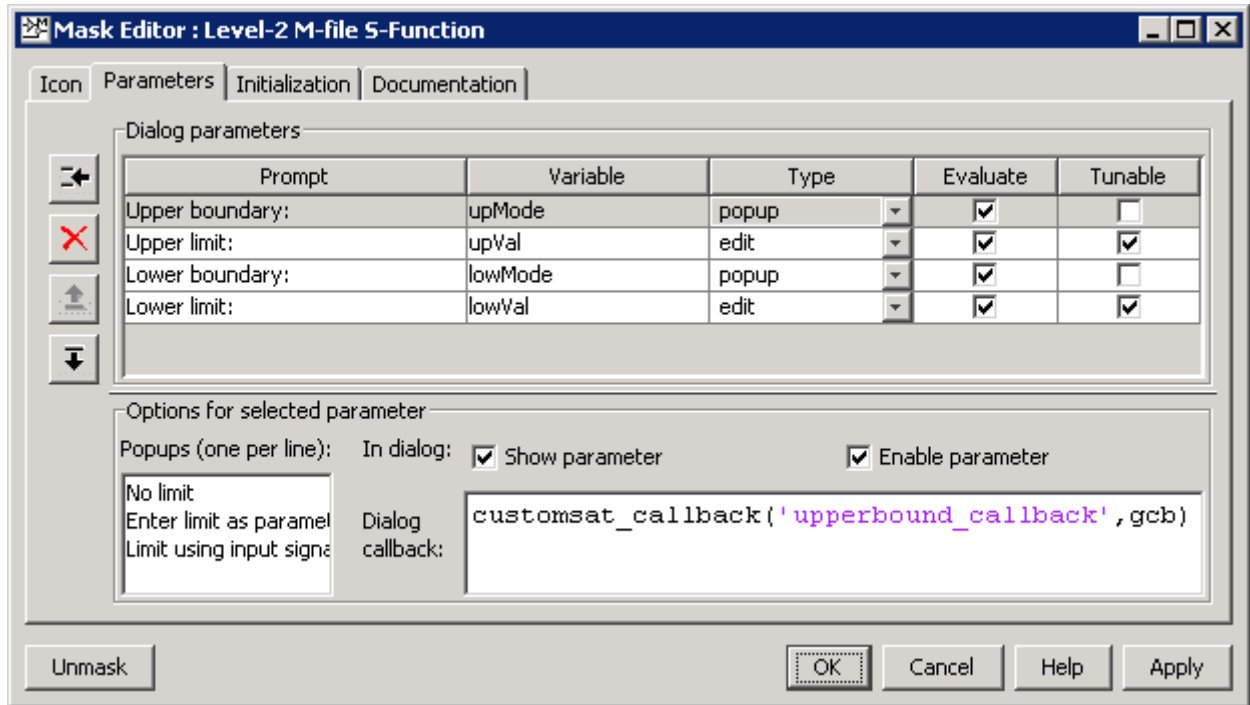 Mask Editor : Level-2 M-file S-Function
Icon Parameters Initialization Documentation
Dialog parameters
Prompt Variable Type Evaluate Tunable
Upper boundary: upMode popup
Upper limit: upVal edit
Lower boundary: lowMode popup
Lower limit: lowVal edit
Options for selected parameter
Popups (one per line): In dialog: Show parameter Enable parameter
No limit
Enter limit as paramet
Limit using input signa
Dialog callback:
customsat_callback('upperbound_callback',gcb)
Unmask OK Cancel Help Apply